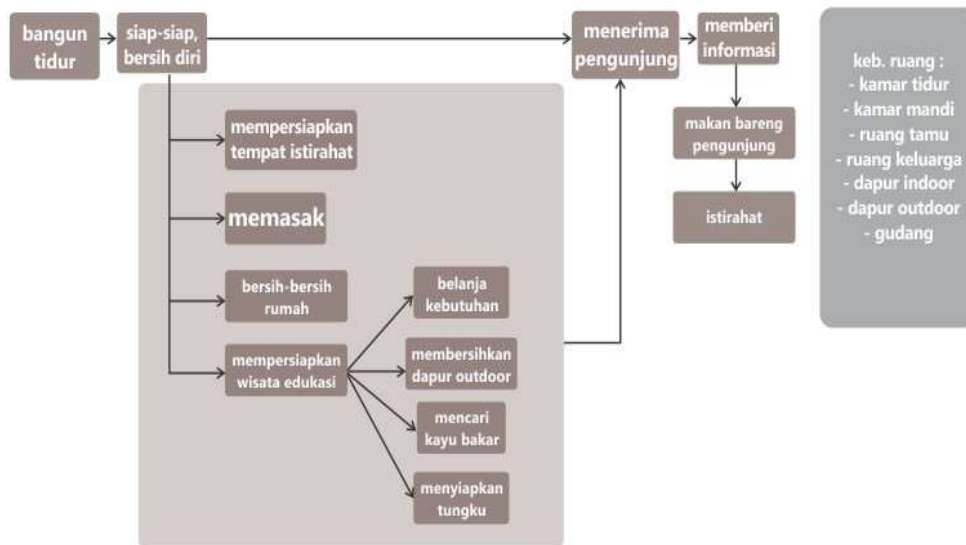 bangun
tidur
siap-siap,
bersih diri
menerima
pengunjung
memberi
informasi
makan bareng
pengunjung
istirahat
mempersiapkan
tempat istirahat
memasak
bersih-bersih
rumah
mempersiapkan
wisata edukasi
belanja
kebutuhan
membersihkan
dapur outdoor
mencari
kayu bakar
menyiapkan
tungku
keb. ruang :
- kamar tidur
- kamar mandi
- ruang tamu
- ruang keluarga
- dapur indoor
- dapur outdoor
- gudang